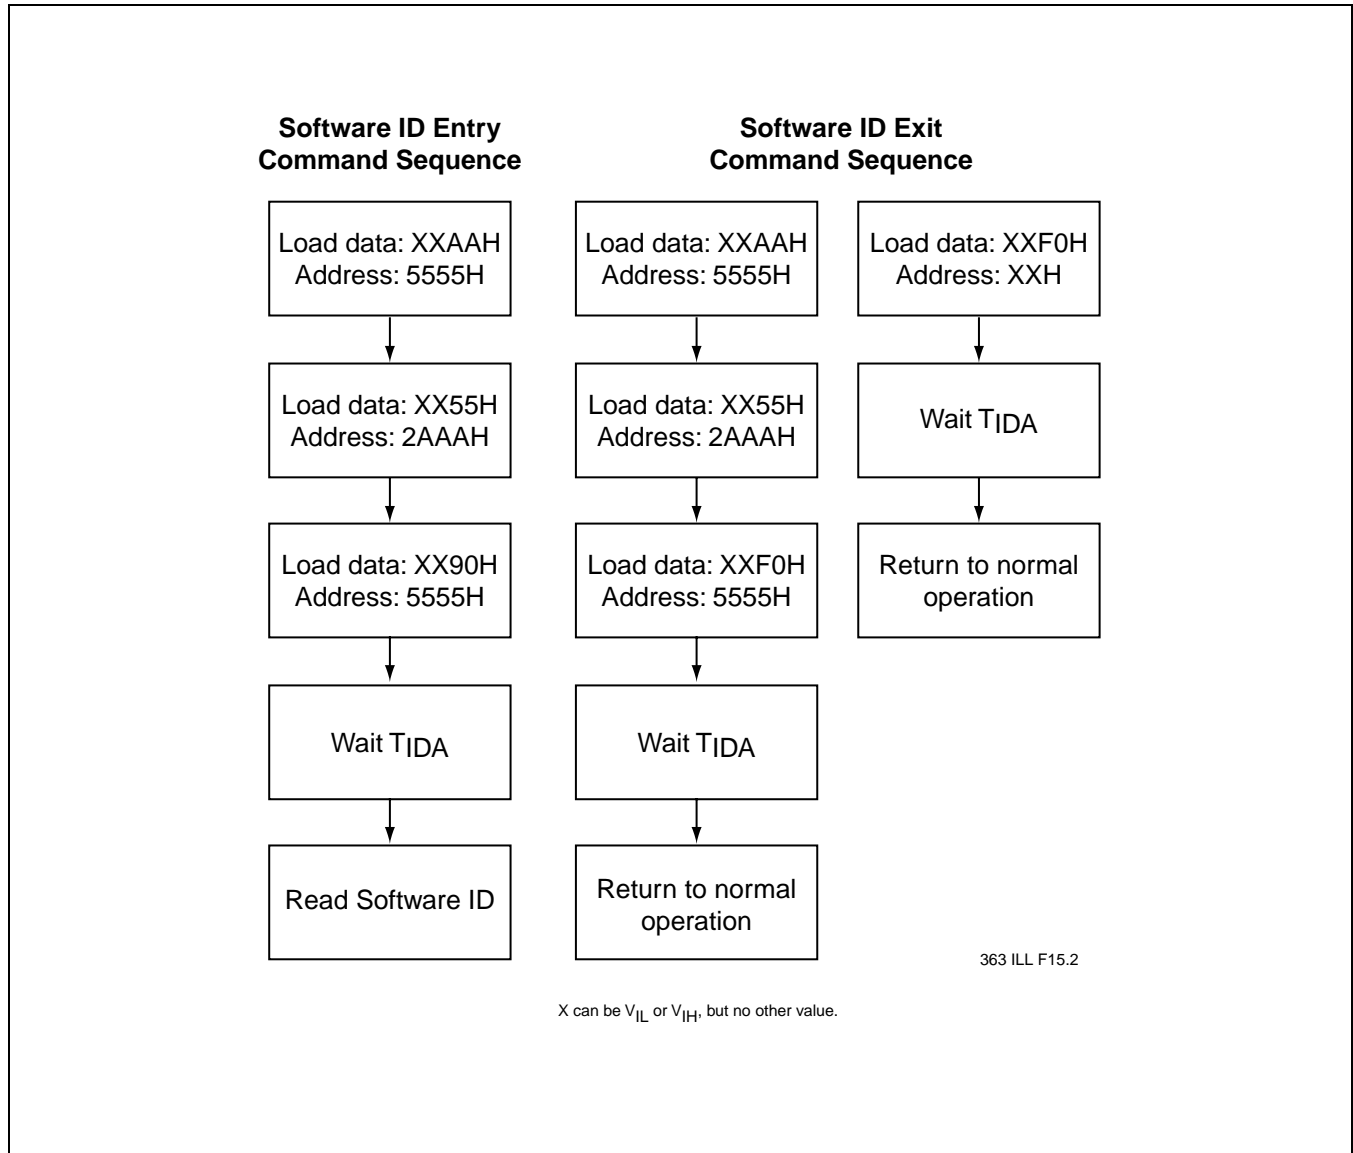 Software ID Entry
Command Sequence
Load data: XXAAH
Address: 5555H
Load data: XX55H
Address: 2AAAH
Load data: XX90H
Address: 5555H
Wait TIDA
Read Software ID
Software ID Exit
Command Sequence
Load data: XXAAH
Address: 5555H
Load data: XX55H
Address: 2AAAH
Load data: XXF0H
Address: 5555H
Wait TIDA
Return to normal
operation
Load data: XXF0H
Address: XXH
Wait TIDA
Return to normal
operation
363 ILL F15.2
X can be VIL or VIH, but no other value.